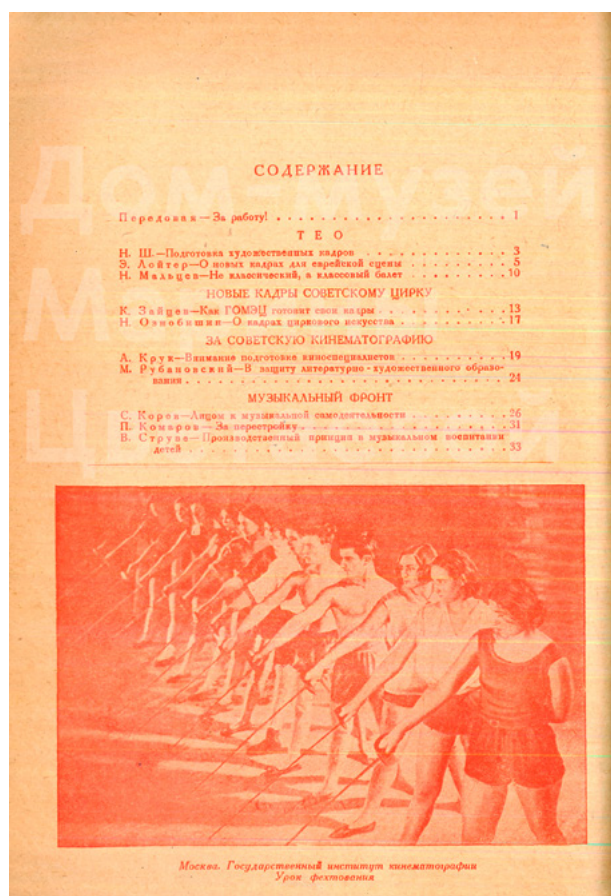 СОДЕРЖАНИЕ
Передовая — За работу! . . . . . . . . . . . . 1
ТЕО
Н. Ш. — Подготовка художественных кадров . . . . . . . . . . . . 3
Э. Лойтер — О новых кадрах для еврейской сцены . . . . . . . . . . 5
Н. Мальцев — Не классический, а классовый балет . . . . . . . . . 10
НОВЫЕ КАДРЫ СОВЕТСКОМУ ЦИРКУ
К. Зайцев — Как ГОМЭЦ готовит свои кадры . . . . . . . . . . 13
Н. Ознобишин — О кадрах циркового искусства . . . . . . . . . 17
ЗА СОВЕТСКУЮ КИНЕМАТОГРАФИЮ
А. Крук — Внимание подготовке киноспециалистов . . . . . . . . . 19
М. Рубановский — В защиту литературно-художественного образо-
вания . . . . . . . . . . . . 24
МУЗЫКАЛЬНЫЙ ФРОНТ
С. Корев — Лицом к музыкальной самодеятельности . . . . . . . . . 26
П. Комаров — За перестройку . . . . . . . . . . . . 31
В. Струве — Производственный принцип в музыкальном воспитании
детей . . . . . . . . . . . . 33
Москва. Государственный институт кинематографии
Урок фехтования
Дом-музей